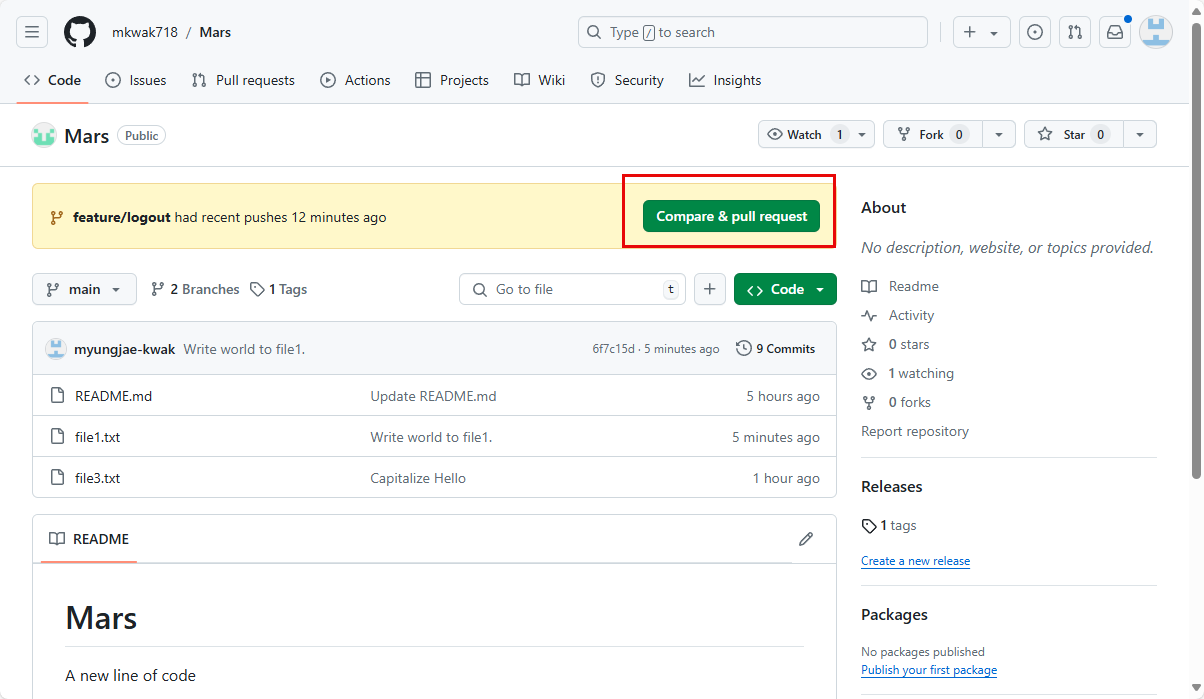 mkwak718 / Mars
Type / to search
Code Issues Pull requests Actions Projects Wiki Security Insights
Mars Public
Watch 1
Fork 0
Star 0
feature/logout had recent pushes 12 minutes ago
Compare & pull request
main
2 Branches
1 Tags
Go to file t
Code
myungjae-kwak Write world to file1.
6f7c15d · 5 minutes ago
9 Commits
README.md Update README.md 5 hours ago
file1.txt Write world to file1. 5 minutes ago
file3.txt Capitalize Hello 1 hour ago
README
Mars
A new line of code
About
No description, website, or topics provided.
Readme
Activity
0 stars
1 watching
0 forks
Report repository
Releases
1 tags
Create a new release
Packages
No packages published
Publish your first package